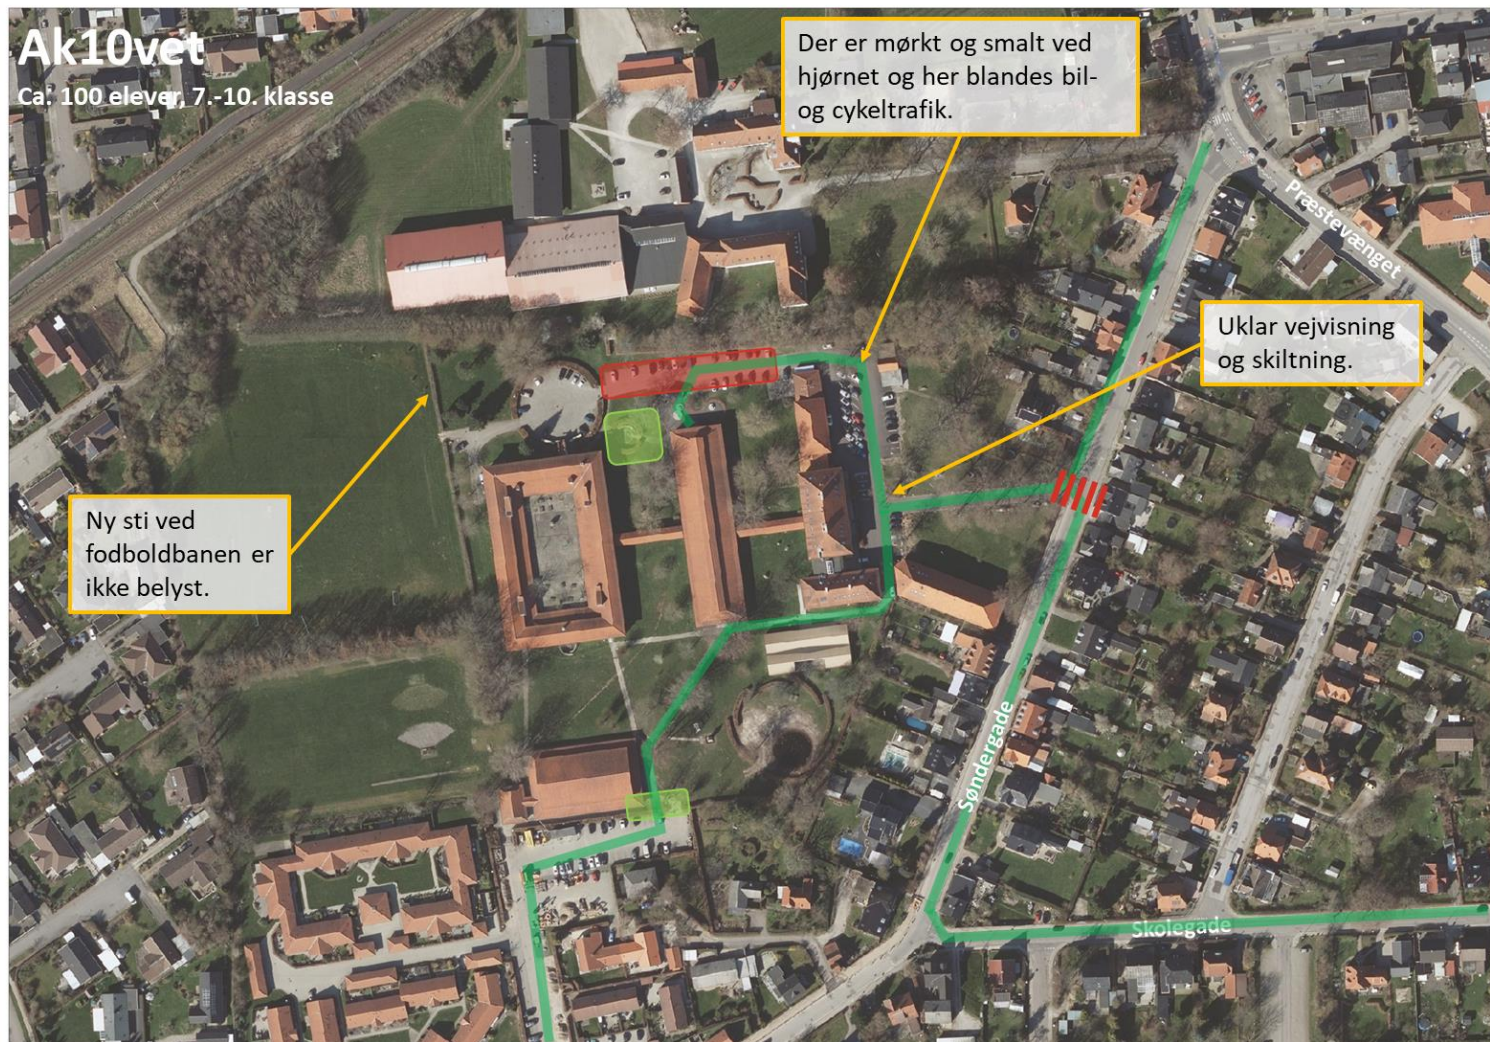 Ak10vet
Ca. 100 elever, 7.-10. klasse
Der er mørkt og smalt ved
hjørnet og her blandes bil-
og cykeltrafik.
Præstevænget
Uklar vejvisning
og skiltning.
Ny sti ved
fodboldbanen er
ikke belyst.
Søndergade
Skolegade